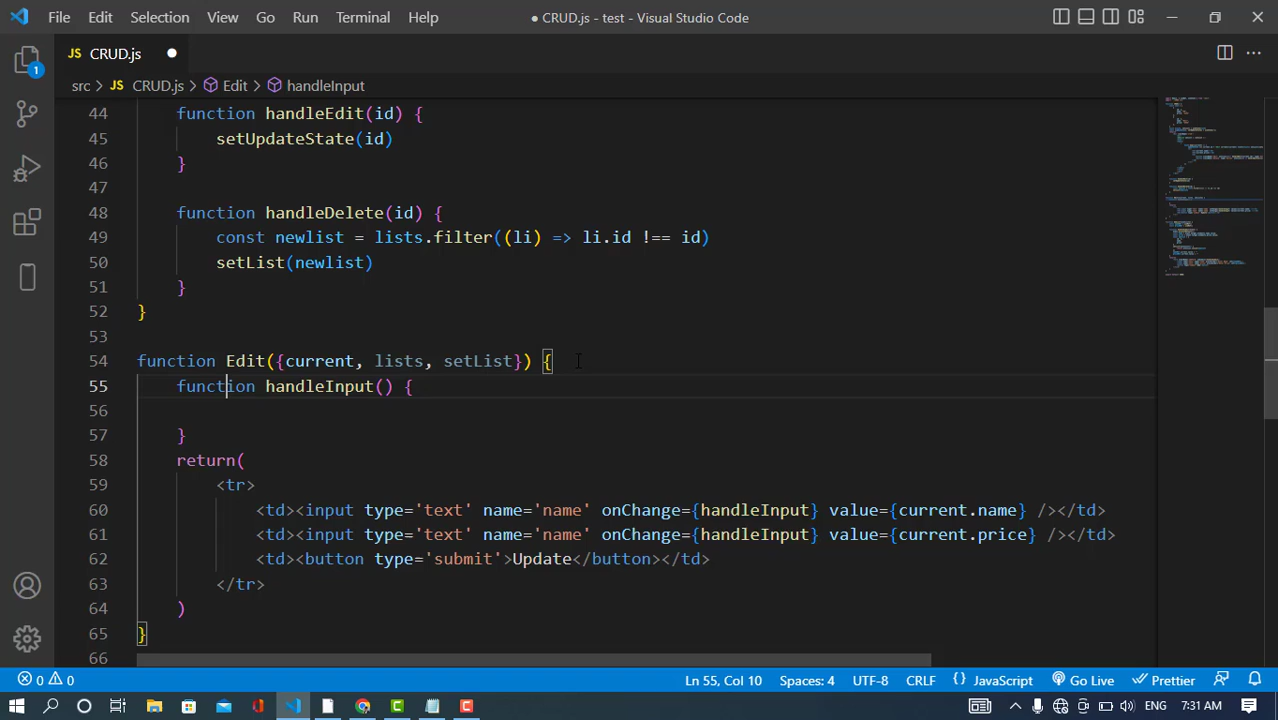 File Edit Selection View Go Run Terminal Help
● CRUD.js - test - Visual Studio Code
JS CRUD.js ●
1
src > JS CRUD.js > Edit > handleInput
44 function handleEdit(id) {
45 setUpdateState(id)
46 }
47
48 function handleDelete(id) {
49 const newlist = lists.filter((li) => li.id !== id)
50 setList(newlist)
51 }
52 }
53
54 function Edit({current, lists, setList}) {
55 function handleInput() {
56
57 }
58 return(
59 <tr>
60 <td><input type='text' name='name' onChange={handleInput} value={current.name} /></td>
61 <td><input type='text' name='name' onChange={handleInput} value={current.price} /></td>
62 <td><button type='submit'>Update</button></td>
63 </tr>
64 )
65 }
66
0 0 Ln 55, Col 10 Spaces: 4 UTF-8 CRLF {} JavaScript Go Live Prettier
ENG 7:31 AM